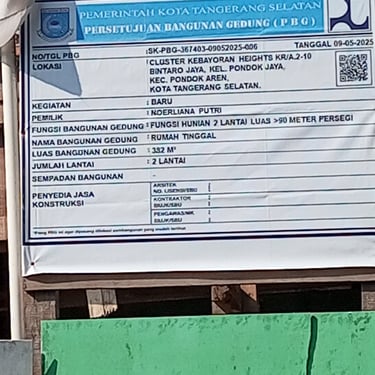 PEMERINTAH KOTA TANGERANG SELATAN
PERSETUJUAN BANGUNAN GEDUNG ( P B G )
NO/TGL PBG : SK-PBG-367403-09052025-006 TANGGAL 09-05-2025
LOKASI : CLUSTER KEBAYORAN HEIGHTS KR/A.2-10
BINTARO JAYA, KEL. PONDOK JAYA,
KEC. PONDOK AREN,
KOTA TANGERANG SELATAN.
KEGIATAN : BARU
PEMILIK : NOERLIANA PUTRI
FUNGSI BANGUNAN GEDUNG : FUNGSI HUNIAN 2 LANTAI LUAS >90 METER PERSEGI
NAMA BANGUNAN GEDUNG : RUMAH TINGGAL
LUAS BANGUNAN GEDUNG : 382 M²
JUMLAH LANTAI : 2 LANTAI
SEMPADAN BANGUNAN -
PENYEDIA JASA KONSTRUKSI
ARSITEK :
KONTRAKTOR :
PENGAWAS/MK :